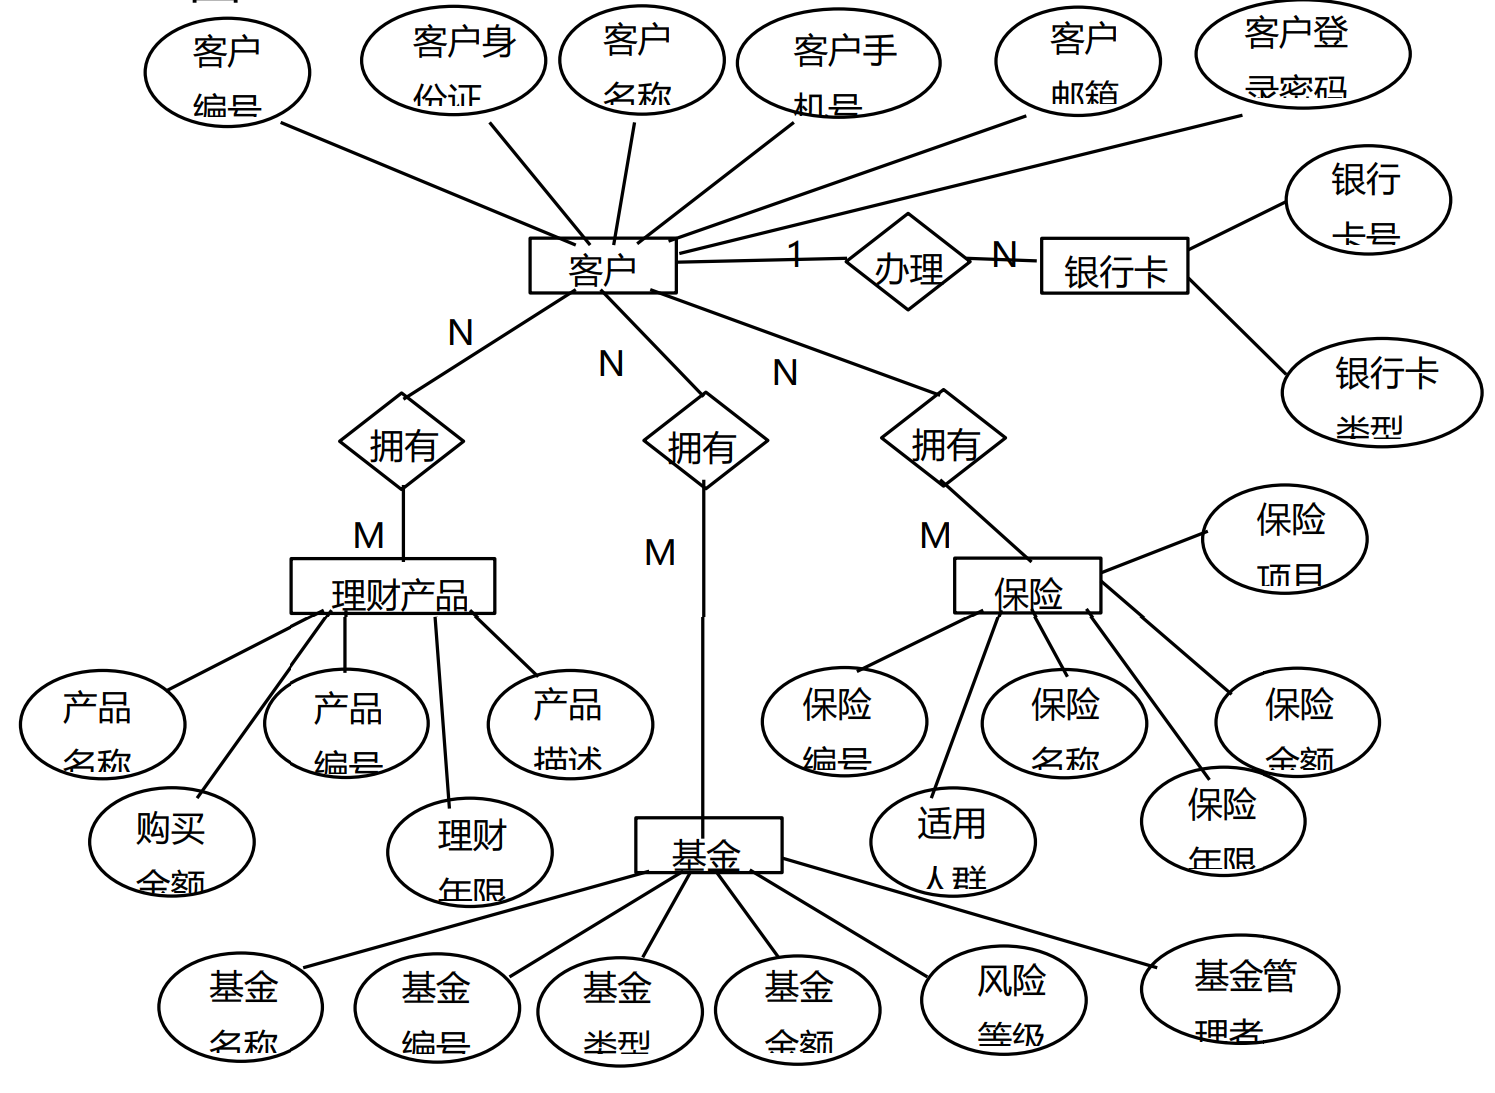 客户
编号
客户身
份证
客户
名称
客户手
机号
客户
邮箱
客户登
录密码
银行
卡号
客户
1
办理
N
银行卡
银行卡
类型
N
N
N
拥有
拥有
拥有
M
M
M
保险
项目
理财产品
保险
产品
名称
产品
编号
产品
描述
保险
编号
保险
名称
保险
金额
购买
金额
理财
年限
基金
适用
人群
保险
年限
基金
名称
基金
编号
基金
类型
基金
金额
风险
等级
基金管
理者